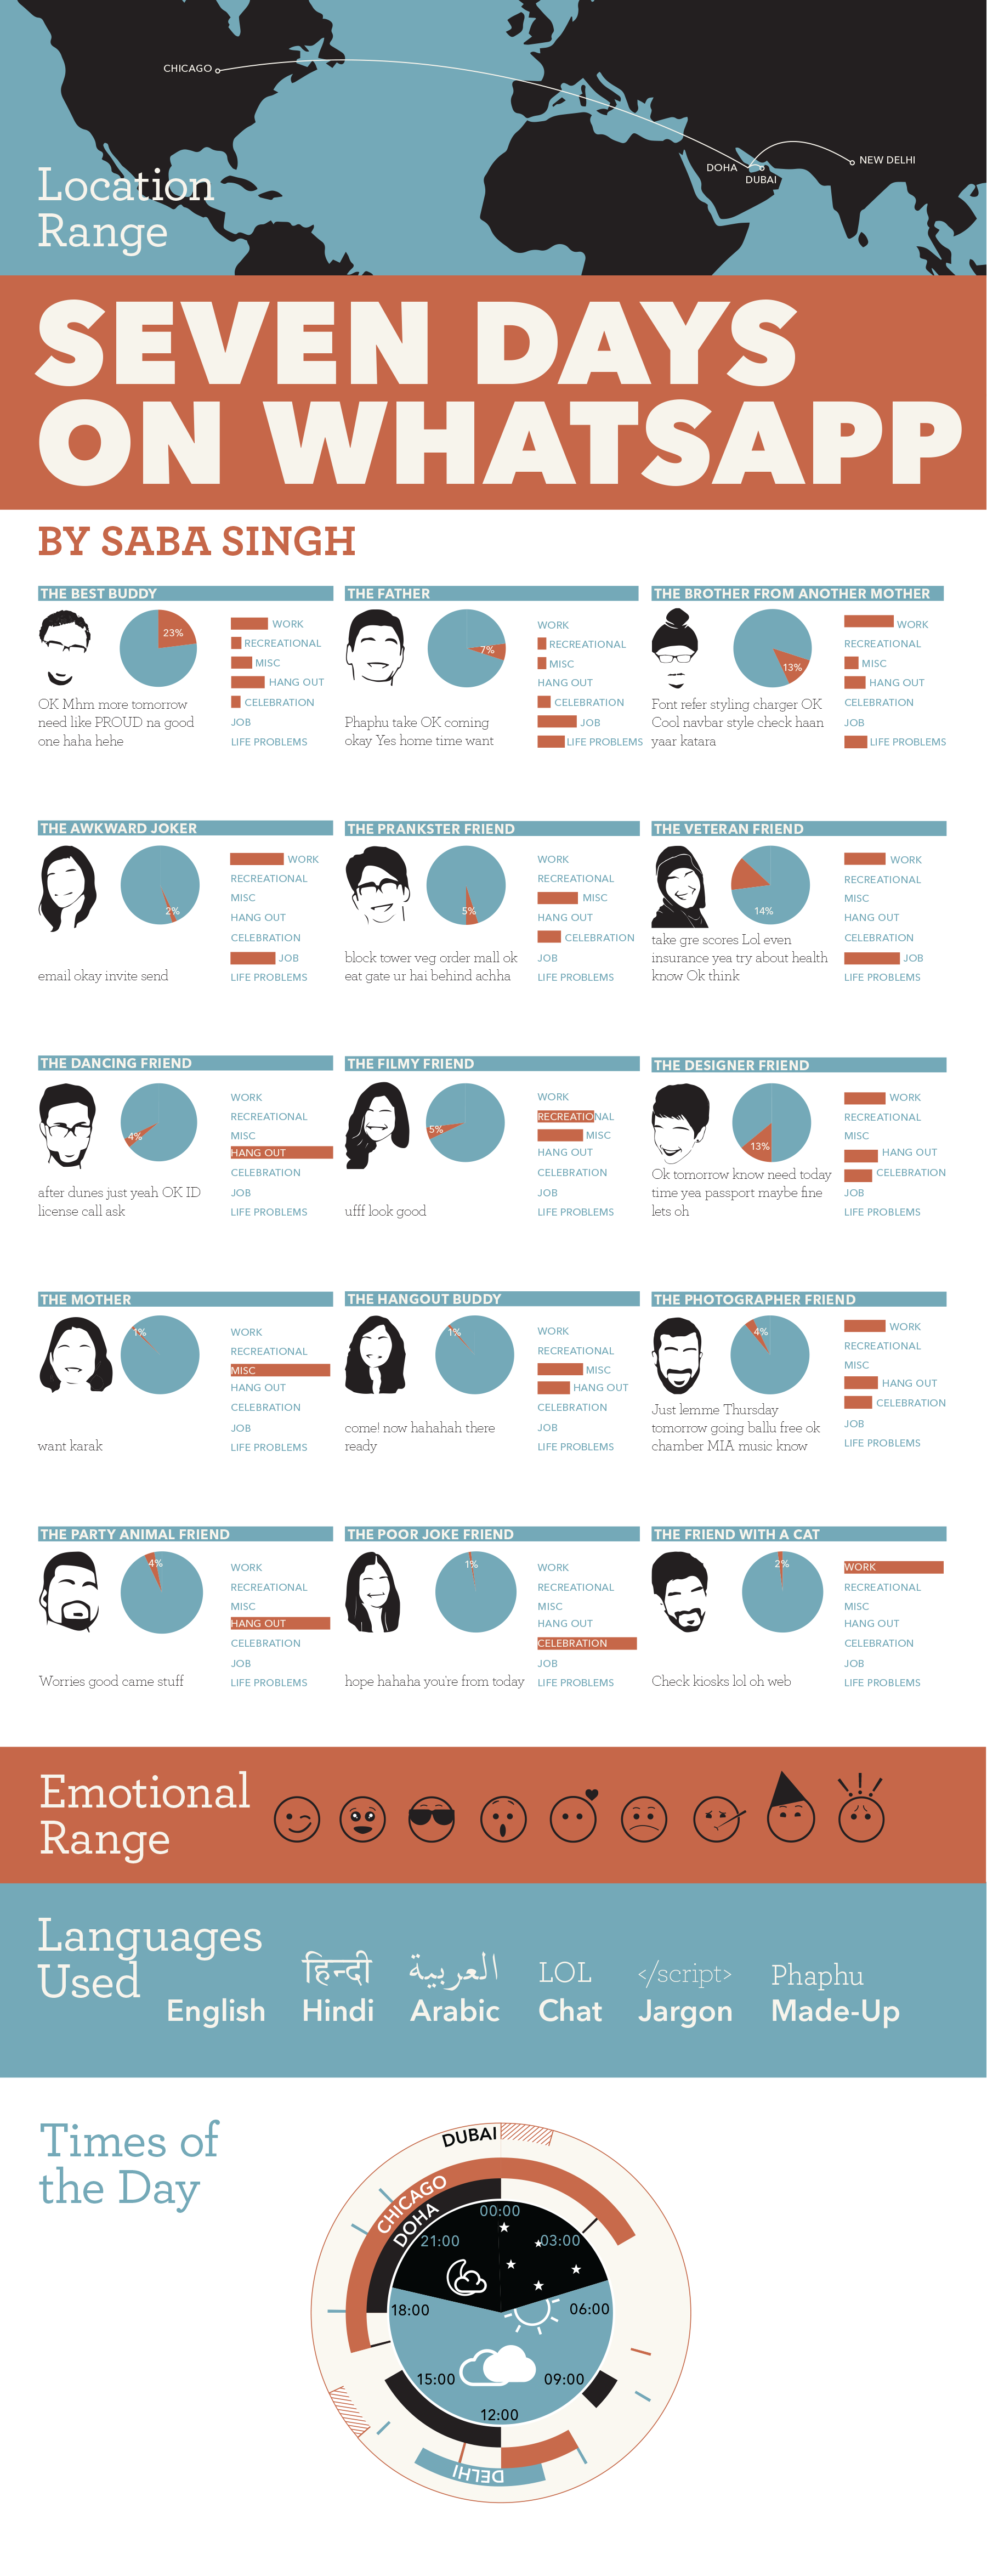 CHICAGO
DOHA
DUBAI
NEW DELHI
Location
Range
SEVEN DAYS
ON WHATSAPP
BY SABA SINGH
THE BEST BUDDY
23%
WORK
RECREATIONAL
MISC
HANG OUT
CELEBRATION
JOB
LIFE PROBLEMS
OK Mhm more tomorrow
need like PROUD na good
one haha hehe
THE FATHER
7%
WORK
RECREATIONAL
MISC
HANG OUT
CELEBRATION
JOB
LIFE PROBLEMS
Phaphu take OK coming
okay Yes home time want
THE BROTHER FROM ANOTHER MOTHER
13%
WORK
RECREATIONAL
MISC
HANG OUT
CELEBRATION
JOB
LIFE PROBLEMS
Font refer styling charger OK
Cool navbar style check haan
yaar katara
THE AWKWARD JOKER
2%
WORK
RECREATIONAL
MISC
HANG OUT
CELEBRATION
JOB
LIFE PROBLEMS
email okay invite send
THE PRANKSTER FRIEND
5%
WORK
RECREATIONAL
MISC
HANG OUT
CELEBRATION
JOB
LIFE PROBLEMS
block tower veg order mall ok
eat gate ur hai behind achha
THE VETERAN FRIEND
14%
WORK
RECREATIONAL
MISC
HANG OUT
CELEBRATION
JOB
LIFE PROBLEMS
take gre scores Lol even
insurance yea try about health
know Ok think
THE DANCING FRIEND
4%
WORK
RECREATIONAL
MISC
HANG OUT
CELEBRATION
JOB
LIFE PROBLEMS
after dunes just yeah OK ID
license call ask
THE FILMY FRIEND
5%
WORK
RECREATIONAL
MISC
HANG OUT
CELEBRATION
JOB
LIFE PROBLEMS
ufff look good
THE DESIGNER FRIEND
13%
WORK
RECREATIONAL
MISC
HANG OUT
CELEBRATION
JOB
LIFE PROBLEMS
Ok tomorrow know need today
time yea passport maybe fine
lets oh
THE MOTHER
1%
WORK
RECREATIONAL
MISC
HANG OUT
CELEBRATION
JOB
LIFE PROBLEMS
want karak
THE HANGOUT BUDDY
1%
WORK
RECREATIONAL
MISC
HANG OUT
CELEBRATION
JOB
LIFE PROBLEMS
come! now hahahah there
ready
THE PHOTOGRAPHER FRIEND
4%
WORK
RECREATIONAL
MISC
HANG OUT
CELEBRATION
JOB
LIFE PROBLEMS
Just lemme Thursday
tomorrow going ballu free ok
chamber MIA music know
THE PARTY ANIMAL FRIEND
4%
WORK
RECREATIONAL
MISC
HANG OUT
CELEBRATION
JOB
LIFE PROBLEMS
Worries good came stuff
THE POOR JOKE FRIEND
1%
WORK
RECREATIONAL
MISC
HANG OUT
CELEBRATION
JOB
LIFE PROBLEMS
hope hahaha you're from today
THE FRIEND WITH A CAT
2%
WORK
RECREATIONAL
MISC
HANG OUT
CELEBRATION
JOB
LIFE PROBLEMS
Check kiosks lol oh web
Emotional
Range
Languages
Used
English
हिन्दी
Hindi
العربية
Arabic
LOL
Chat
</script>
Jargon
Phaphu
Made-Up
Times of
the Day
DUBAI
CHICAGO
DOHA
00:00
21:00
03:00
18:00
06:00
15:00
09:00
12:00
DELHI